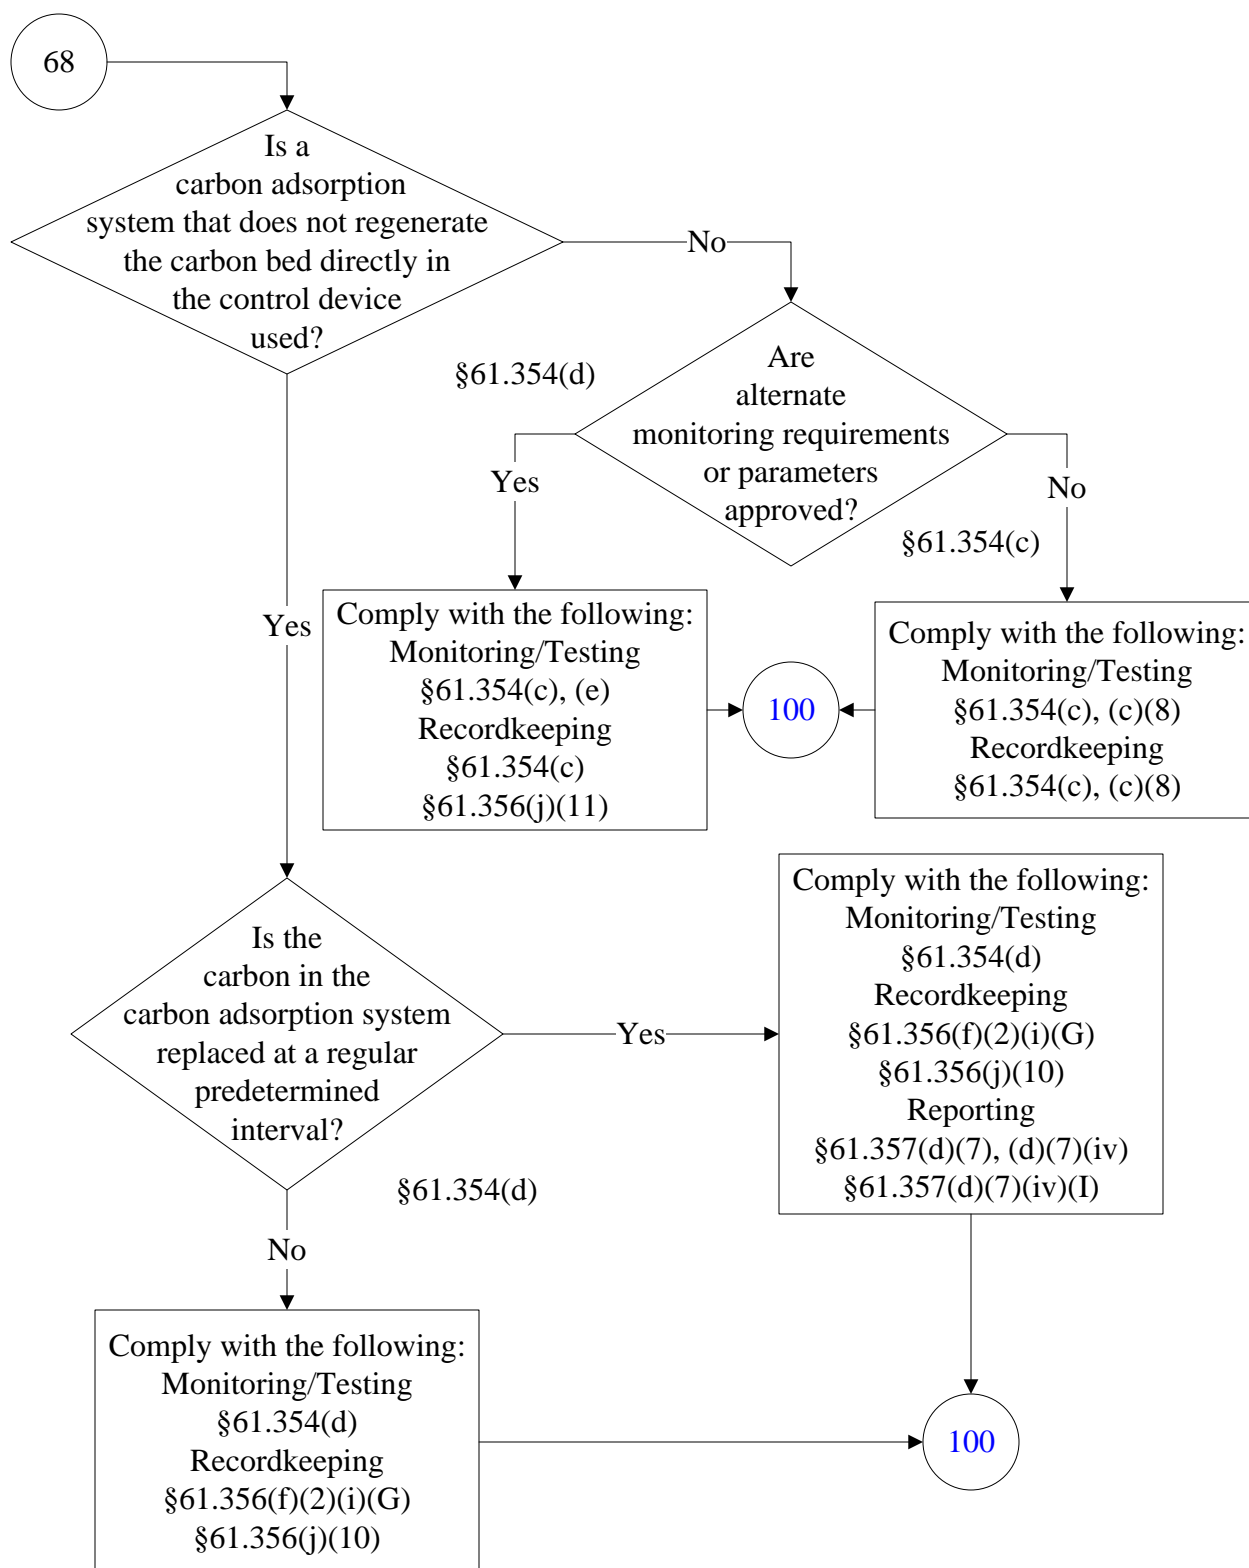 68
Is a
carbon adsorption
system that does not regenerate
the carbon bed directly in
the control device
used?
No
§61.354(d)
Are
alternate
monitoring requirements
or parameters
approved?
Yes
No
§61.354(c)
Yes
Comply with the following:
Monitoring/Testing
§61.354(c), (e)
Recordkeeping
§61.354(c)
§61.356(j)(11)
100
Comply with the following:
Monitoring/Testing
§61.354(c), (c)(8)
Recordkeeping
§61.354(c), (c)(8)
Is the
carbon in the
carbon adsorption system
replaced at a regular
predetermined
interval?
Yes
§61.354(d)
Comply with the following:
Monitoring/Testing
§61.354(d)
Recordkeeping
§61.356(f)(2)(i)(G)
§61.356(j)(10)
Reporting
§61.357(d)(7), (d)(7)(iv)
§61.357(d)(7)(iv)(I)
No
Comply with the following:
Monitoring/Testing
§61.354(d)
Recordkeeping
§61.356(f)(2)(i)(G)
§61.356(j)(10)
100